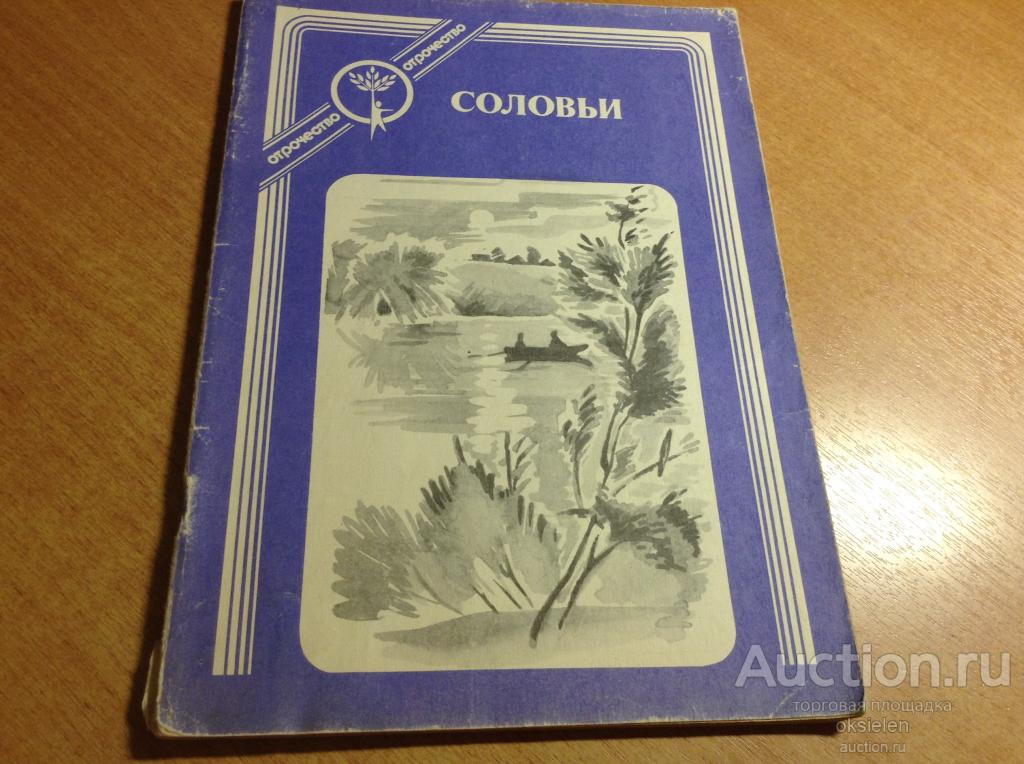 отрочество
отрочество
СОЛОВЬИ
Auction.ru
торговая площадка
oksielen
auction.ru